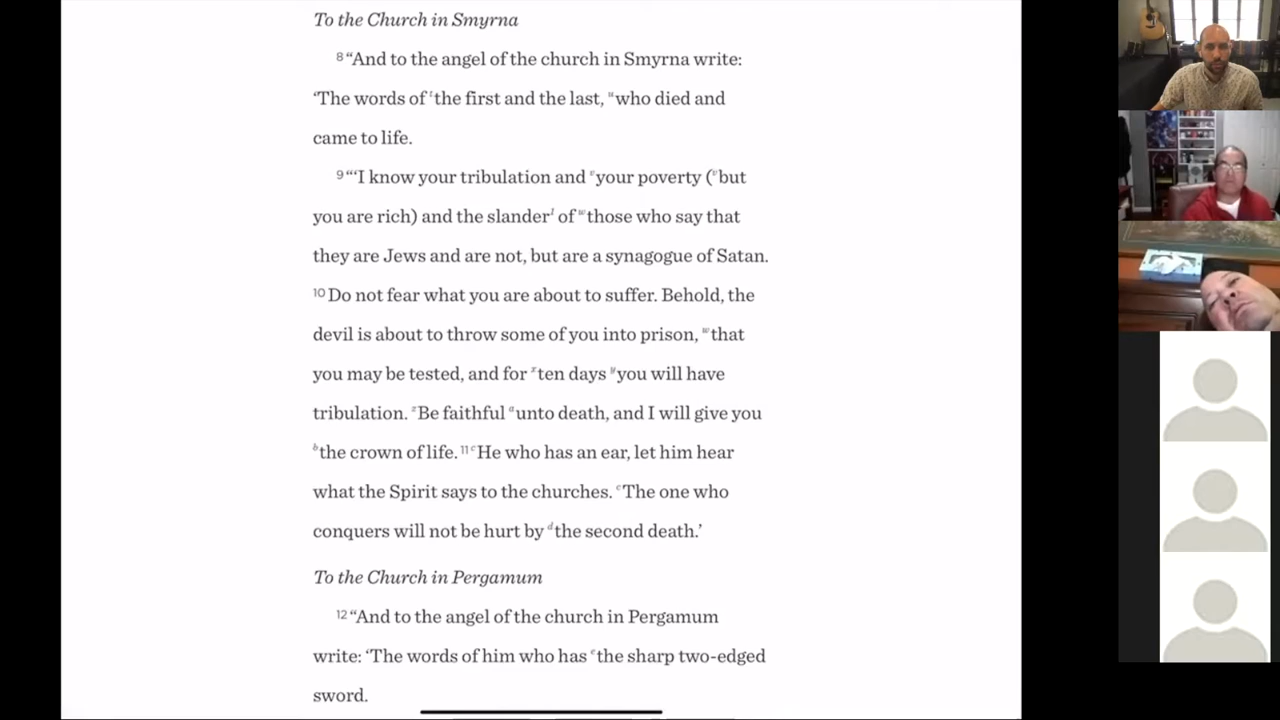 To the Church in Smyrna
8 “And to the angel of the church in Smyrna write:
‘The words of t the first and the last, u who died and
came to life.
9 “‘I know your tribulation and v your poverty (v but
you are rich) and the slander 1 of w those who say that
they are Jews and are not, but are a synagogue of Satan.
10 Do not fear what you are about to suffer. Behold, the
devil is about to throw some of you into prison, w that
you may be tested, and for x ten days y you will have
tribulation. z Be faithful a unto death, and I will give you
b the crown of life. 11 c He who has an ear, let him hear
what the Spirit says to the churches. c The one who
conquers will not be hurt by d the second death.’
To the Church in Pergamum
12 “And to the angel of the church in Pergamum
write: ‘The words of him who has e the sharp two-edged
sword.